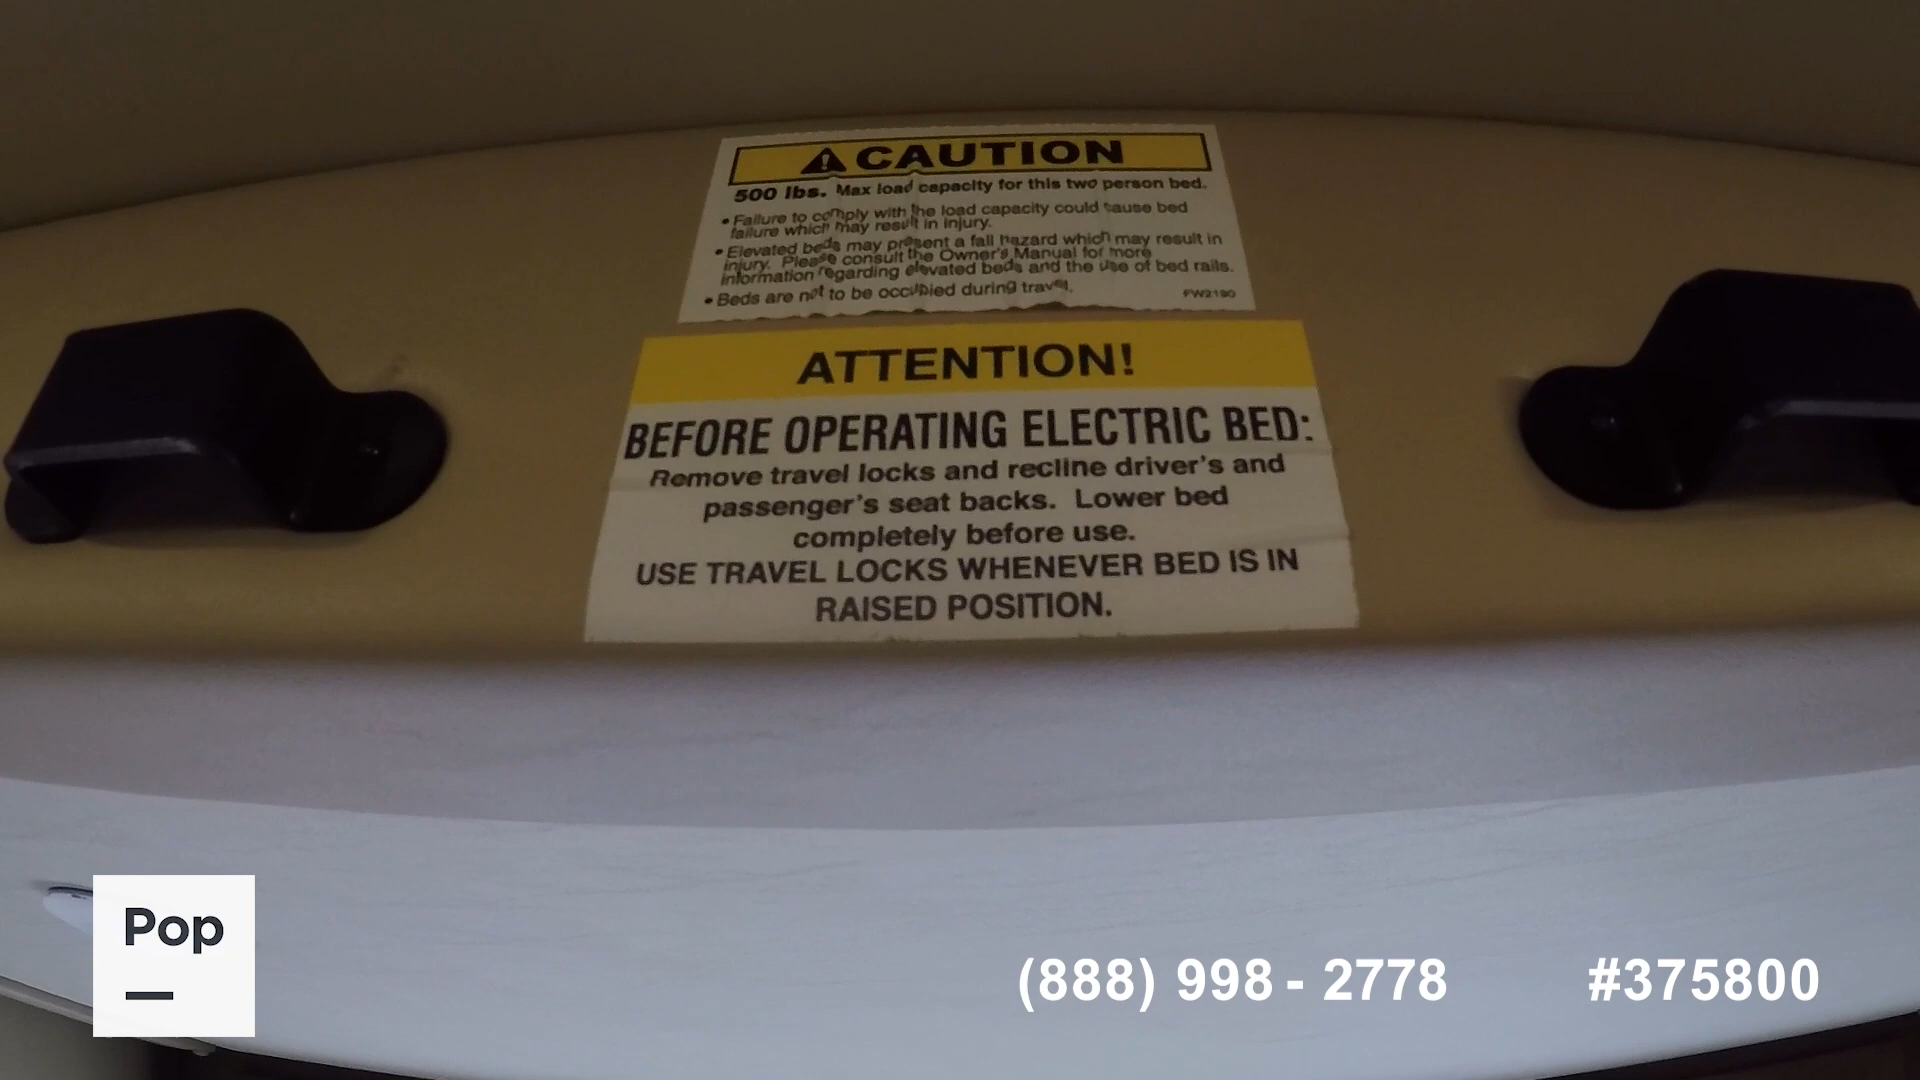 CAUTION
500 lbs. Max load capacity for this two person bed.
• Failure to comply with the load capacity could cause bed
failure which may result in injury.
• Elevated beds may present a fall hazard which may result in
injury. Please consult the Owner's Manual for more
information regarding elevated beds and the use of bed rails.
• Beds are not to be occupied during travel.
FW2190
ATTENTION!
BEFORE OPERATING ELECTRIC BED:
Remove travel locks and recline driver's and
passenger's seat backs. Lower bed
completely before use.
USE TRAVEL LOCKS WHENEVER BED IS IN
RAISED POSITION.
Pop
(888) 998 - 2778 #375800